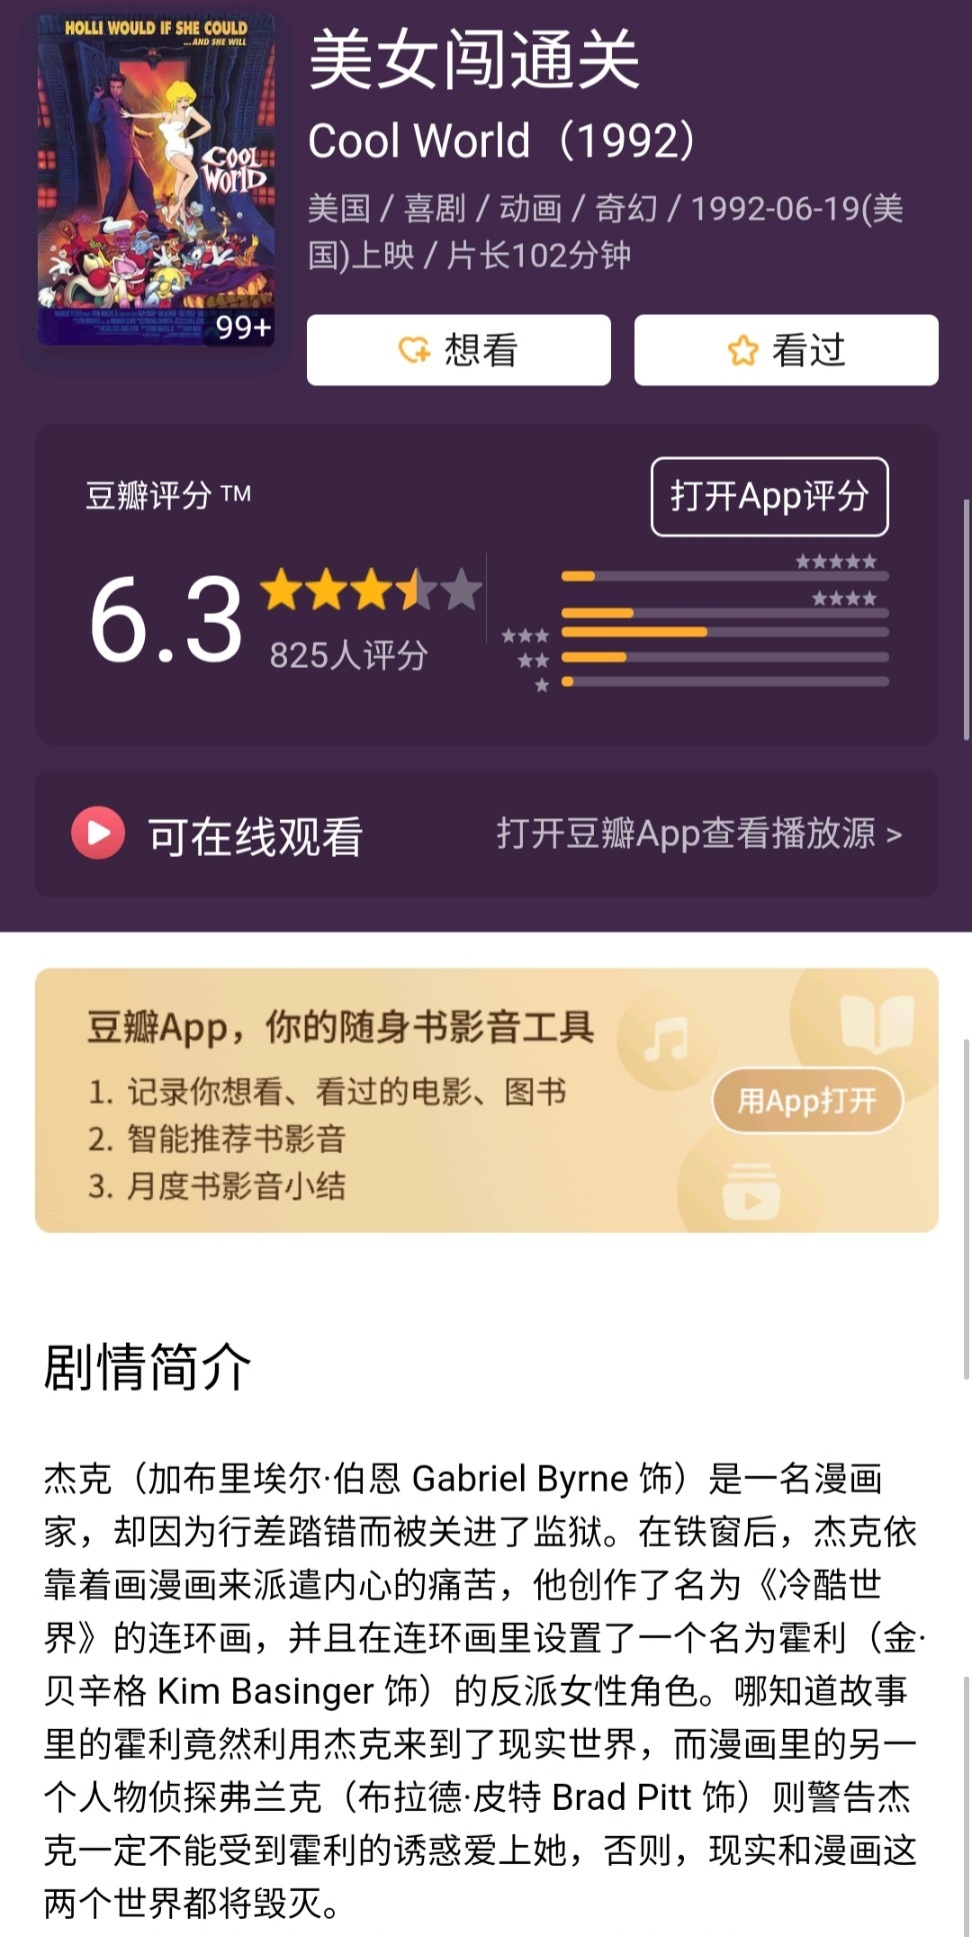 HOLLI WOULD IF SHE COULD
...AND SHE WILL
COOL
WORLD
99+
美女闯通关
Cool World（1992）
美国 / 喜剧 / 动画 / 奇幻 / 1992-06-19(美
国)上映 / 片长102分钟
想看
看过
豆瓣评分 TM
打开App评分
6.3
825人评分
可在线观看
打开豆瓣App查看播放源 >
豆瓣App，你的随身书影音工具
1. 记录你想看、看过的电影、图书
2. 智能推荐书影音
3. 月度书影音小结
用App打开
剧情简介
杰克（加布里埃尔·伯恩 Gabriel Byrne 饰）是一名漫画
家，却因为行差踏错而被关进了监狱。在铁窗后，杰克依
靠着画漫画来派遣内心的痛苦，他创作了名为《冷酷世
界》的连环画，并且在连环画里设置了一个名为霍利（金·
贝辛格 Kim Basinger 饰）的反派女性角色。哪知道故事
里的霍利竟然利用杰克来到了现实世界，而漫画里的另一
个人物侦探弗兰克（布拉德·皮特 Brad Pitt 饰）则警告杰
克一定不能受到霍利的诱惑爱上她，否则，现实和漫画这
两个世界都将毁灭。